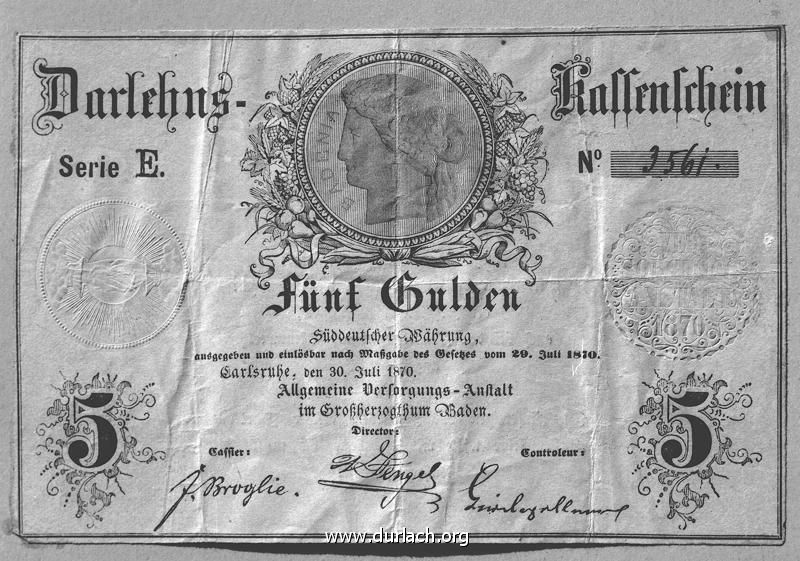 Darlehns-Kassenschein
Serie E. Nº 3561.
BADENIA
Fünf Gulden
Süddeutscher Währung,
ausgegeben und einlösbar nach Maßgabe des Gesetzes vom 29. Juli 1870.
Carlsruhe, den 30. Juli 1870.
Allgemeine Versorgungs-Anstalt
im Großherzogthum Baden.
Director:
Cassier: Controleur:
5 5
F. Broglie.
1870
www.durlach.org